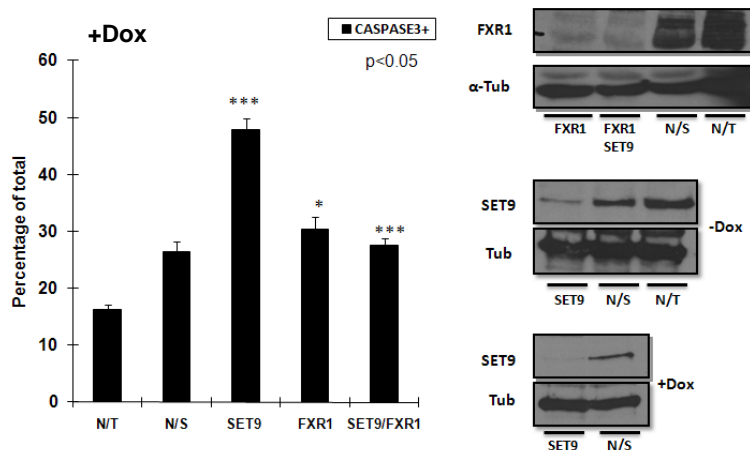 +Dox
CASPASE3+
p<0.05
Percentage of total
60
50
40
30
20
10
0
***
*
***
N/T N/S SET9 FXR1 SET9/FXR1
FXR1
α-Tub
FXR1 FXR1 N/S N/T
SET9
SET9
Tub
-Dox
SET9 N/S N/T
SET9
Tub
+Dox
SET9 N/S